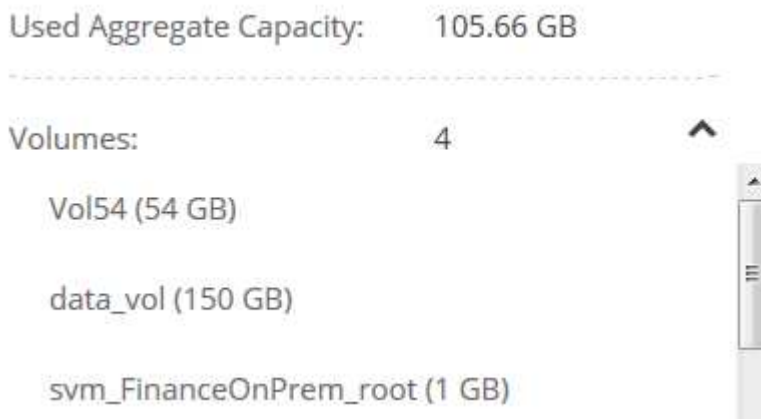 Used Aggregate Capacity: 105.66 GB
Volumes: 4
Vol54 (54 GB)
data_vol (150 GB)
svm_FinanceOnPrem_root (1 GB)